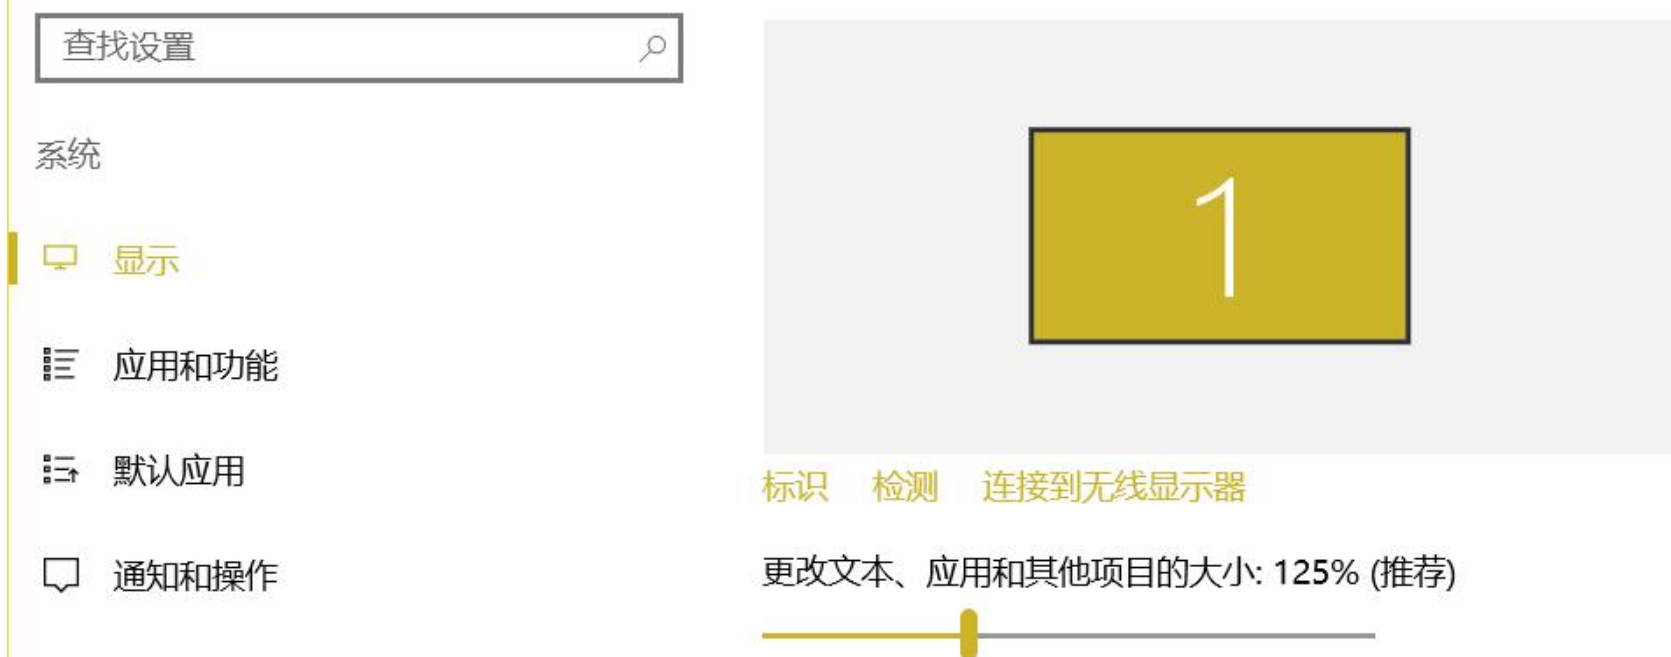 查找设置
系统
显示
应用和功能
默认应用
通知和操作
1
标识 检测 连接到无线显示器
更改文本、应用和其他项目的大小: 125% (推荐)